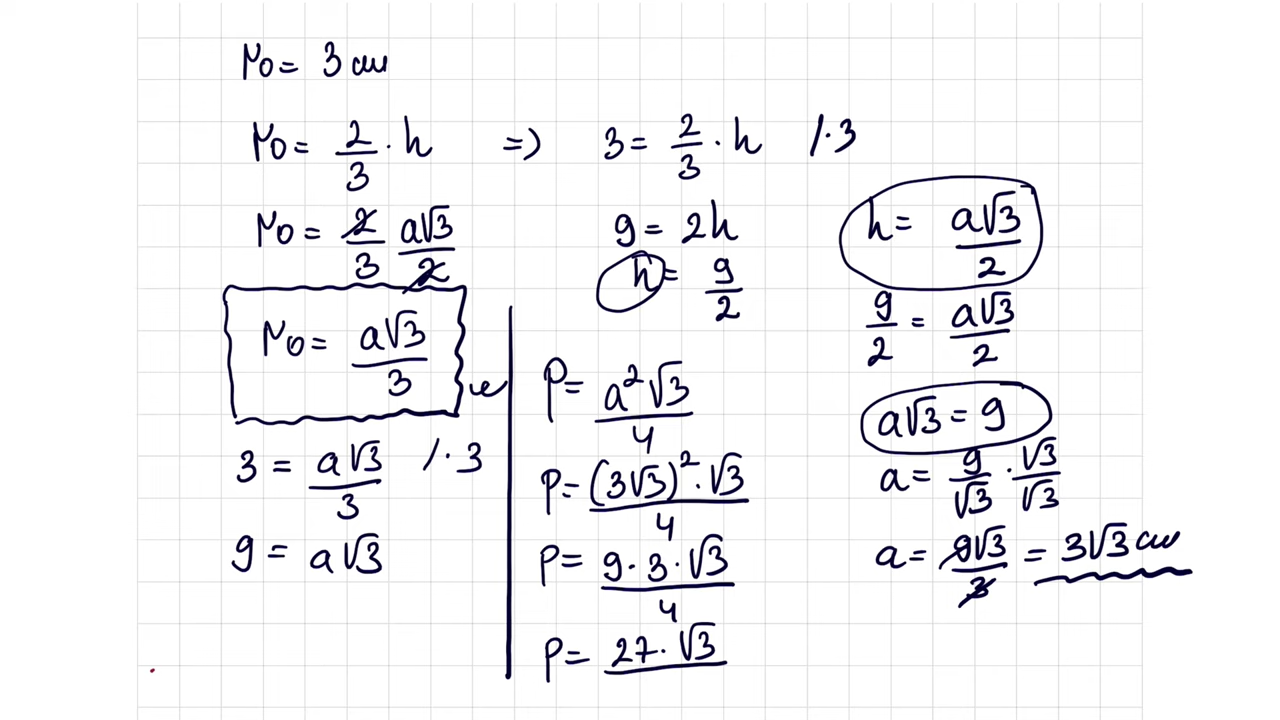 r₀ = 3 cm
r₀ = 2/3 · h => 3 = 2/3 · h /·3
r₀ = 2/3 a√3/2
r₀ = a√3/3
3 = a√3/3 /·3
9 = a√3
9 = 2h
h = 9/2
P = a²√3/4
P = (3√3)²·√3/4
P = 9·3·√3/4
P = 27·√3
h = a√3/2
9/2 = a√3/2
a√3 = 9
a = 9/√3 · √3/√3
a = 9√3/3 = 3√3 cm